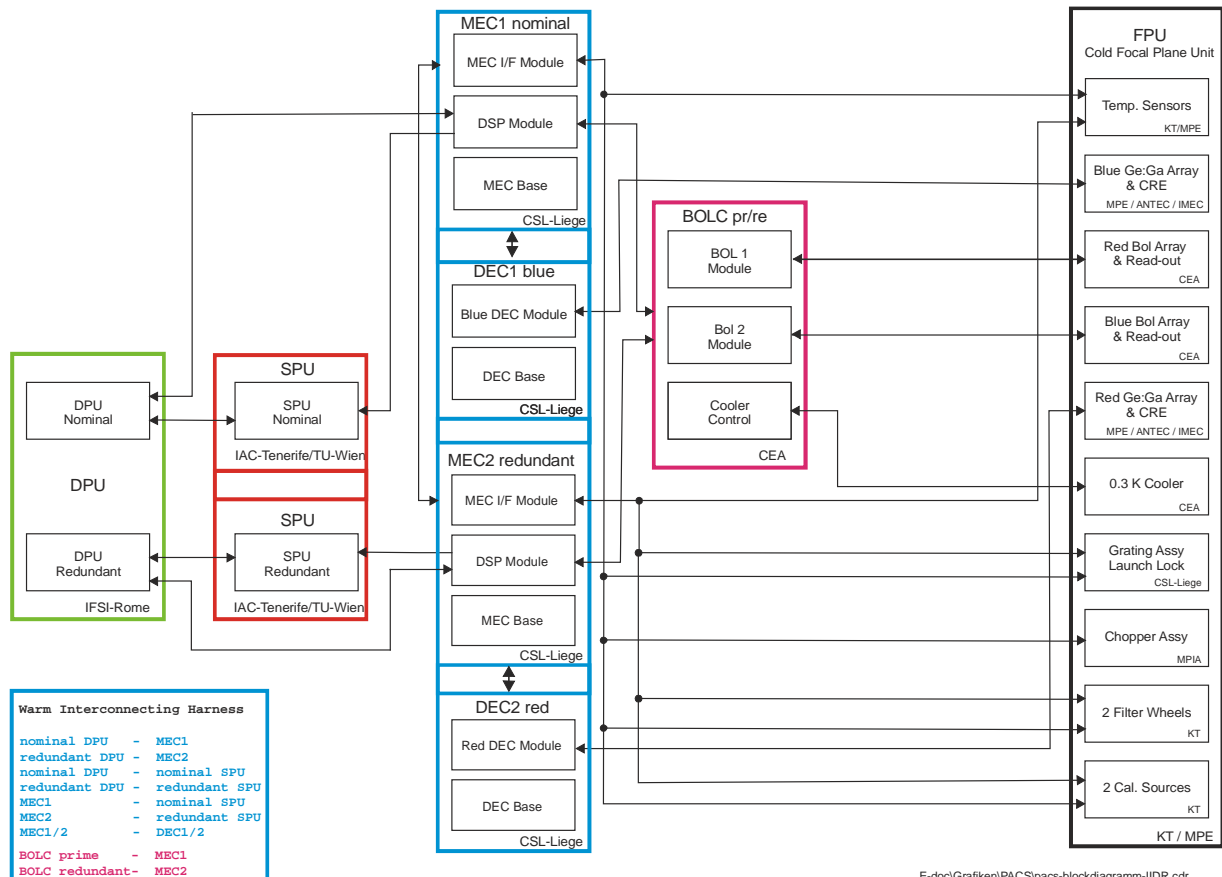 MEC1 nominal
MEC I/F Module
DSP Module
MEC Base
CSL-Liege
DEC1 blue
Blue DEC Module
DEC Base
CSL-Liege
MEC2 redundant
MEC I/F Module
DSP Module
MEC Base
CSL-Liege
DEC2 red
Red DEC Module
DEC Base
CSL-Liege
DPU
Nominal
DPU
DPU
Redundant
IFSI-Rome
SPU
SPU
Nominal
IAC-Tenerife/TU-Wien
SPU
SPU
Redundant
IAC-Tenerife/TU-Wien
BOLC pr/re
BOL 1
Module
Bol 2
Module
Cooler
Control
CEA
FPU
Cold Focal Plane Unit
Temp. Sensors
KT/MPE
Blue Ge:Ga Array
& CRE
MPE / ANTEC / IMEC
Red Bol Array
& Read-out
CEA
Blue Bol Array
& Read-out
CEA
Red Ge:Ga Array
& CRE
MPE / ANTEC / IMEC
0.3 K Cooler
CEA
Grating Assy
Launch Lock
CSL-Liege
Chopper Assy
MPIA
2 Filter Wheels
KT
2 Cal. Sources
KT
KT / MPE
Warm Interconnecting Harness
nominal DPU - MEC1
redundant DPU - MEC2
nominal DPU - nominal SPU
redundant DPU - redundant SPU
MEC1 - nominal SPU
MEC2 - redundant SPU
MEC1/2 - DEC1/2
BOLC prime - MEC1
BOLC redundant- MEC2
E-doc\Grafiken\PACS\pacs-blockdiagramm-IIDR.cdr